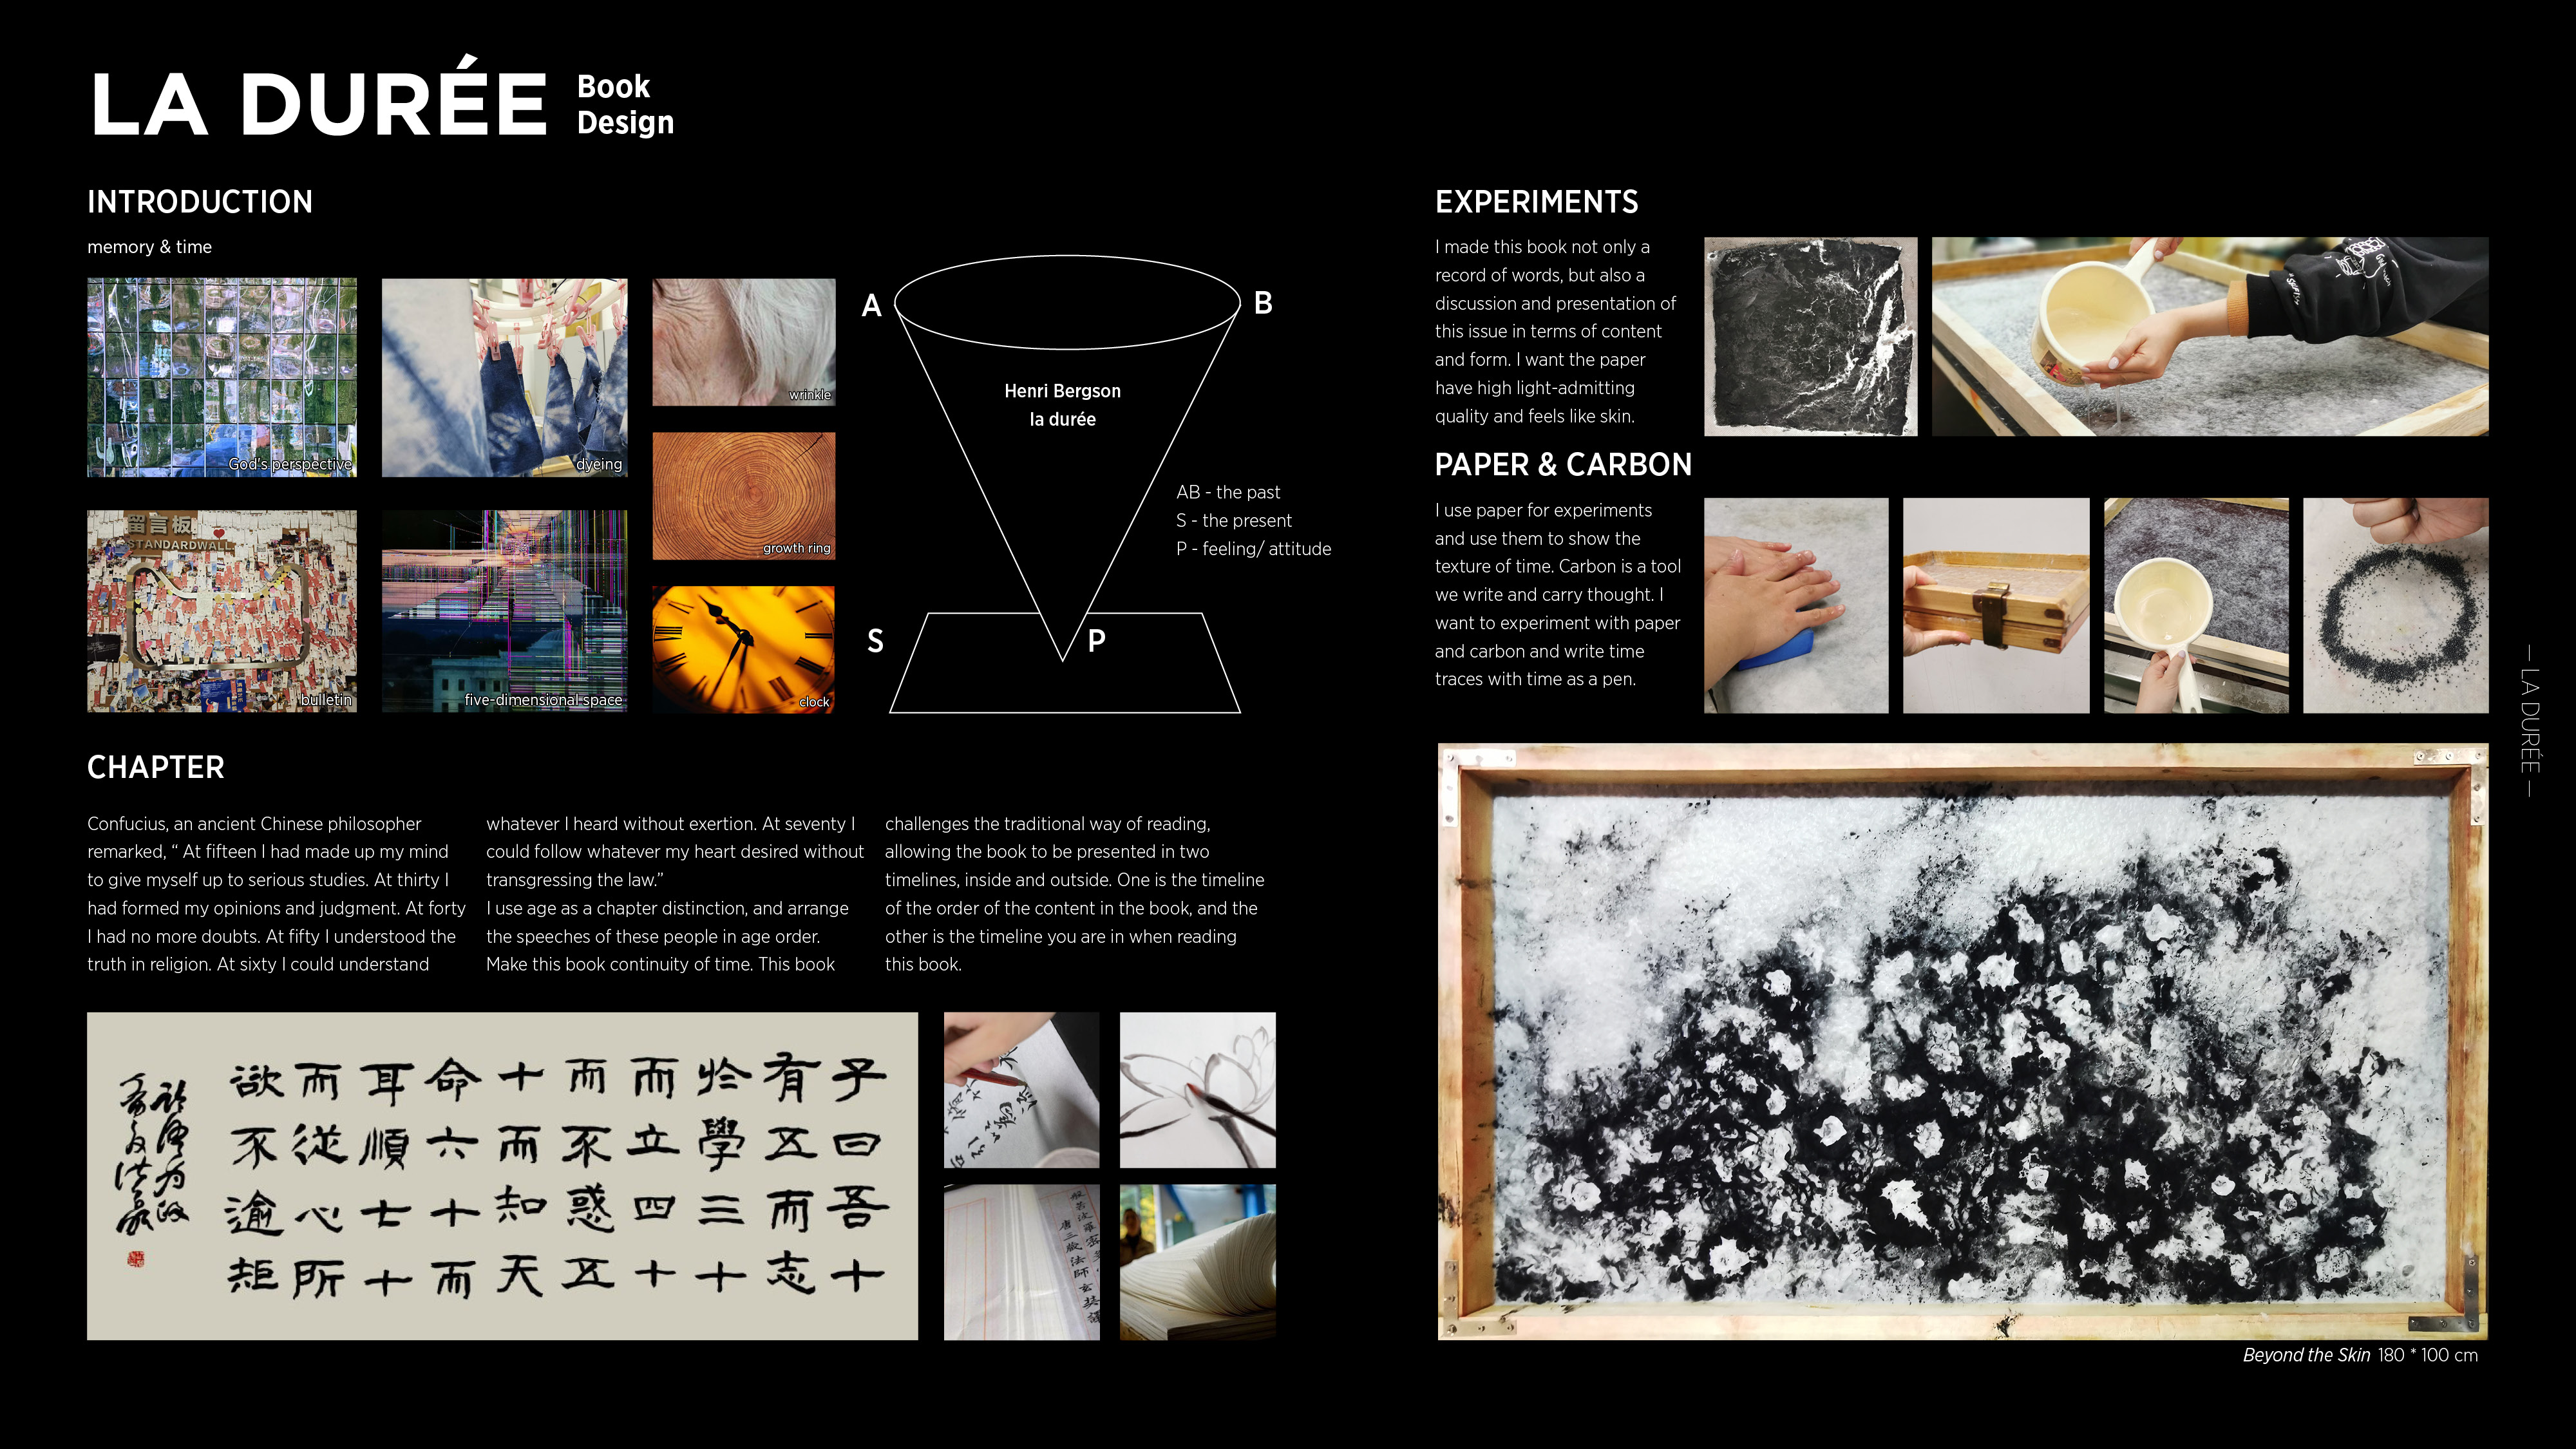 LA DURÉE
Book
Design
INTRODUCTION
memory & time
God's perspective
dyeing
wrinkle
growth ring
留言板
STANDARDWALL
bulletin
five-dimensional space
clock
A
B
Henri Bergson
la durée
AB - the past
S - the present
P - feeling/ attitude
S
P
CHAPTER
Confucius, an ancient Chinese philosopher
remarked, “ At fifteen I had made up my mind
to give myself up to serious studies. At thirty I
had formed my opinions and judgment. At forty
I had no more doubts. At fifty I understood the
truth in religion. At sixty I could understand
whatever I heard without exertion. At seventy I
could follow whatever my heart desired without
transgressing the law.”
I use age as a chapter distinction, and arrange
the speeches of these people in age order.
Make this book continuity of time. This book
challenges the traditional way of reading,
allowing the book to be presented in two
timelines, inside and outside. One is the timeline
of the order of the content in the book, and the
other is the timeline you are in when reading
this book.
子曰吾十
有五而志
於學三十
而立四十
而不惑五
十而知天
命六十而
耳順七十
而從心所
欲不逾矩
般若波羅
唐三藏法師玄奘譯
EXPERIMENTS
I made this book not only a
record of words, but also a
discussion and presentation of
this issue in terms of content
and form. I want the paper
have high light-admitting
quality and feels like skin.
PAPER & CARBON
I use paper for experiments
and use them to show the
texture of time. Carbon is a tool
we write and carry thought. I
want to experiment with paper
and carbon and write time
traces with time as a pen.
Beyond the Skin 180 * 100 cm
— LA DURÉE —